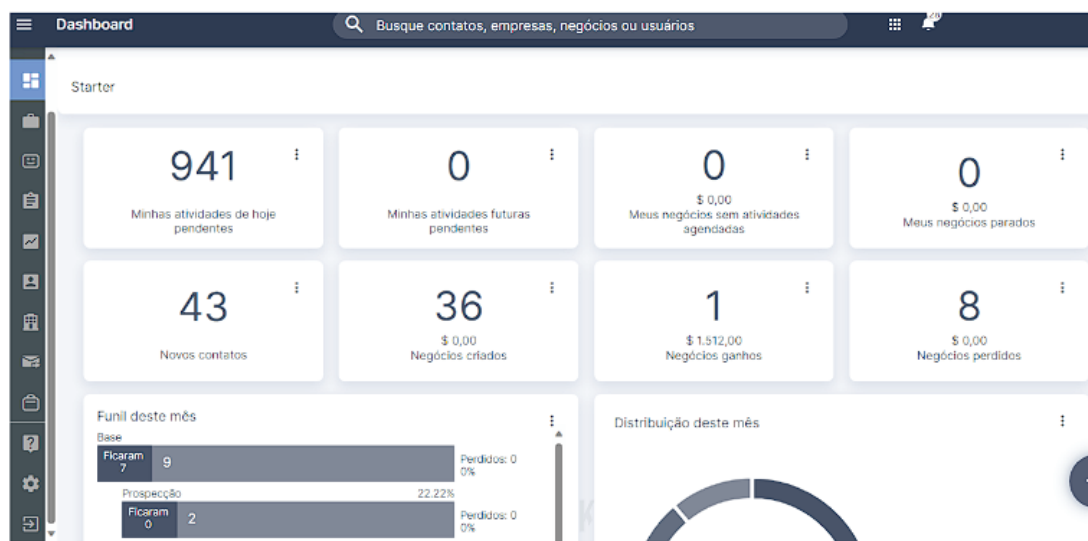 Dashboard
Busque contatos, empresas, negócios ou usuários
28
Starter
941
Minhas atividades de hoje
pendentes
0
Minhas atividades futuras
pendentes
0
$ 0,00
Meus negócios sem atividades
agendadas
0
$ 0,00
Meus negócios parados
43
Novos contatos
36
$ 0,00
Negócios criados
1
$ 1.512,00
Negócios ganhos
8
$ 0,00
Negócios perdidos
Funil deste mês
Base
Ficaram
7
9
Perdidos: 0
0%
Prospecção
22.22%
Ficaram
0
2
Perdidos: 0
0%
Distribuição deste mês